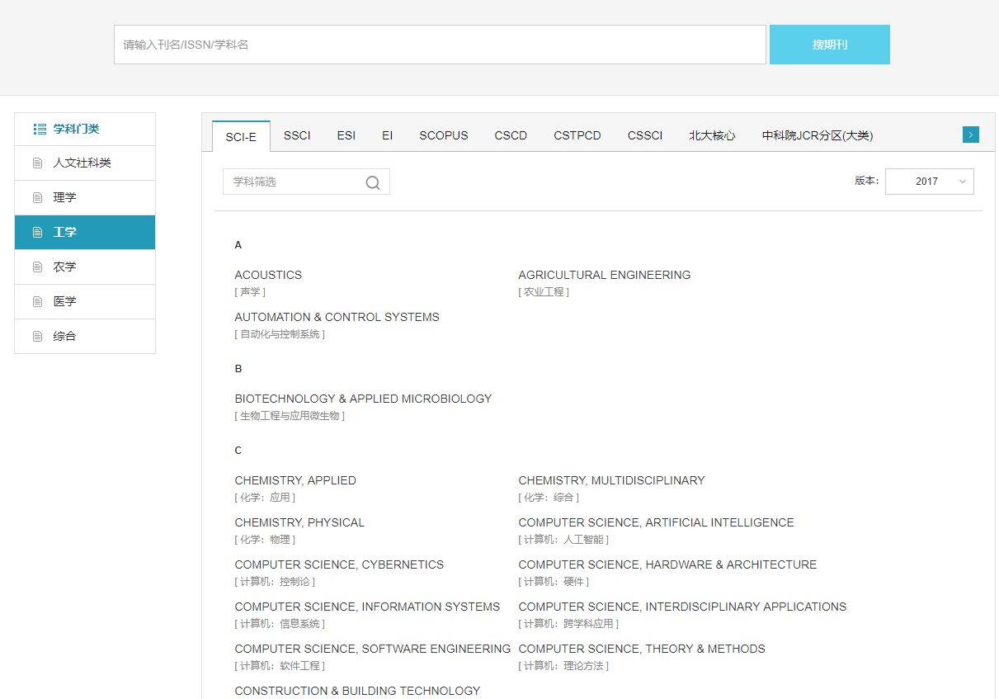 请输入刊名/ISSN/学科名
搜期刊
学科门类
人文社科类
理学
工学
农学
医学
综合
SCI-E SSCI ESI EI SCOPUS CSCD CSTPCD CSSCI 北大核心 中科院JCR分区(大类)
学科筛选
版本： 2017
A
ACOUSTICS AGRICULTURAL ENGINEERING
[ 声学 ] [ 农业工程 ]
AUTOMATION & CONTROL SYSTEMS
[ 自动化与控制系统 ]
B
BIOTECHNOLOGY & APPLIED MICROBIOLOGY
[ 生物工程与应用微生物 ]
C
CHEMISTRY, APPLIED CHEMISTRY, MULTIDISCIPLINARY
[ 化学：应用 ] [ 化学：综合 ]
CHEMISTRY, PHYSICAL COMPUTER SCIENCE, ARTIFICIAL INTELLIGENCE
[ 化学：物理 ] [ 计算机：人工智能 ]
COMPUTER SCIENCE, CYBERNETICS COMPUTER SCIENCE, HARDWARE & ARCHITECTURE
[ 计算机：控制论 ] [ 计算机：硬件 ]
COMPUTER SCIENCE, INFORMATION SYSTEMS COMPUTER SCIENCE, INTERDISCIPLINARY APPLICATIONS
[ 计算机：信息系统 ] [ 计算机：跨学科应用 ]
COMPUTER SCIENCE, SOFTWARE ENGINEERING COMPUTER SCIENCE, THEORY & METHODS
[ 计算机：软件工程 ] [ 计算机：理论方法 ]
CONSTRUCTION & BUILDING TECHNOLOGY